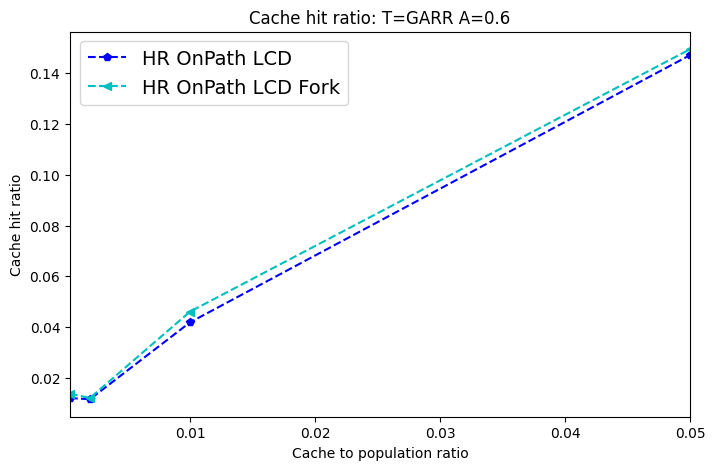 Cache hit ratio: T=GARR A=0.6
HR OnPath LCD
HR OnPath LCD Fork
Cache hit ratio
0.14
0.12
0.10
0.08
0.06
0.04
0.02
0.01
0.02
0.03
0.04
0.05
Cache to population ratio